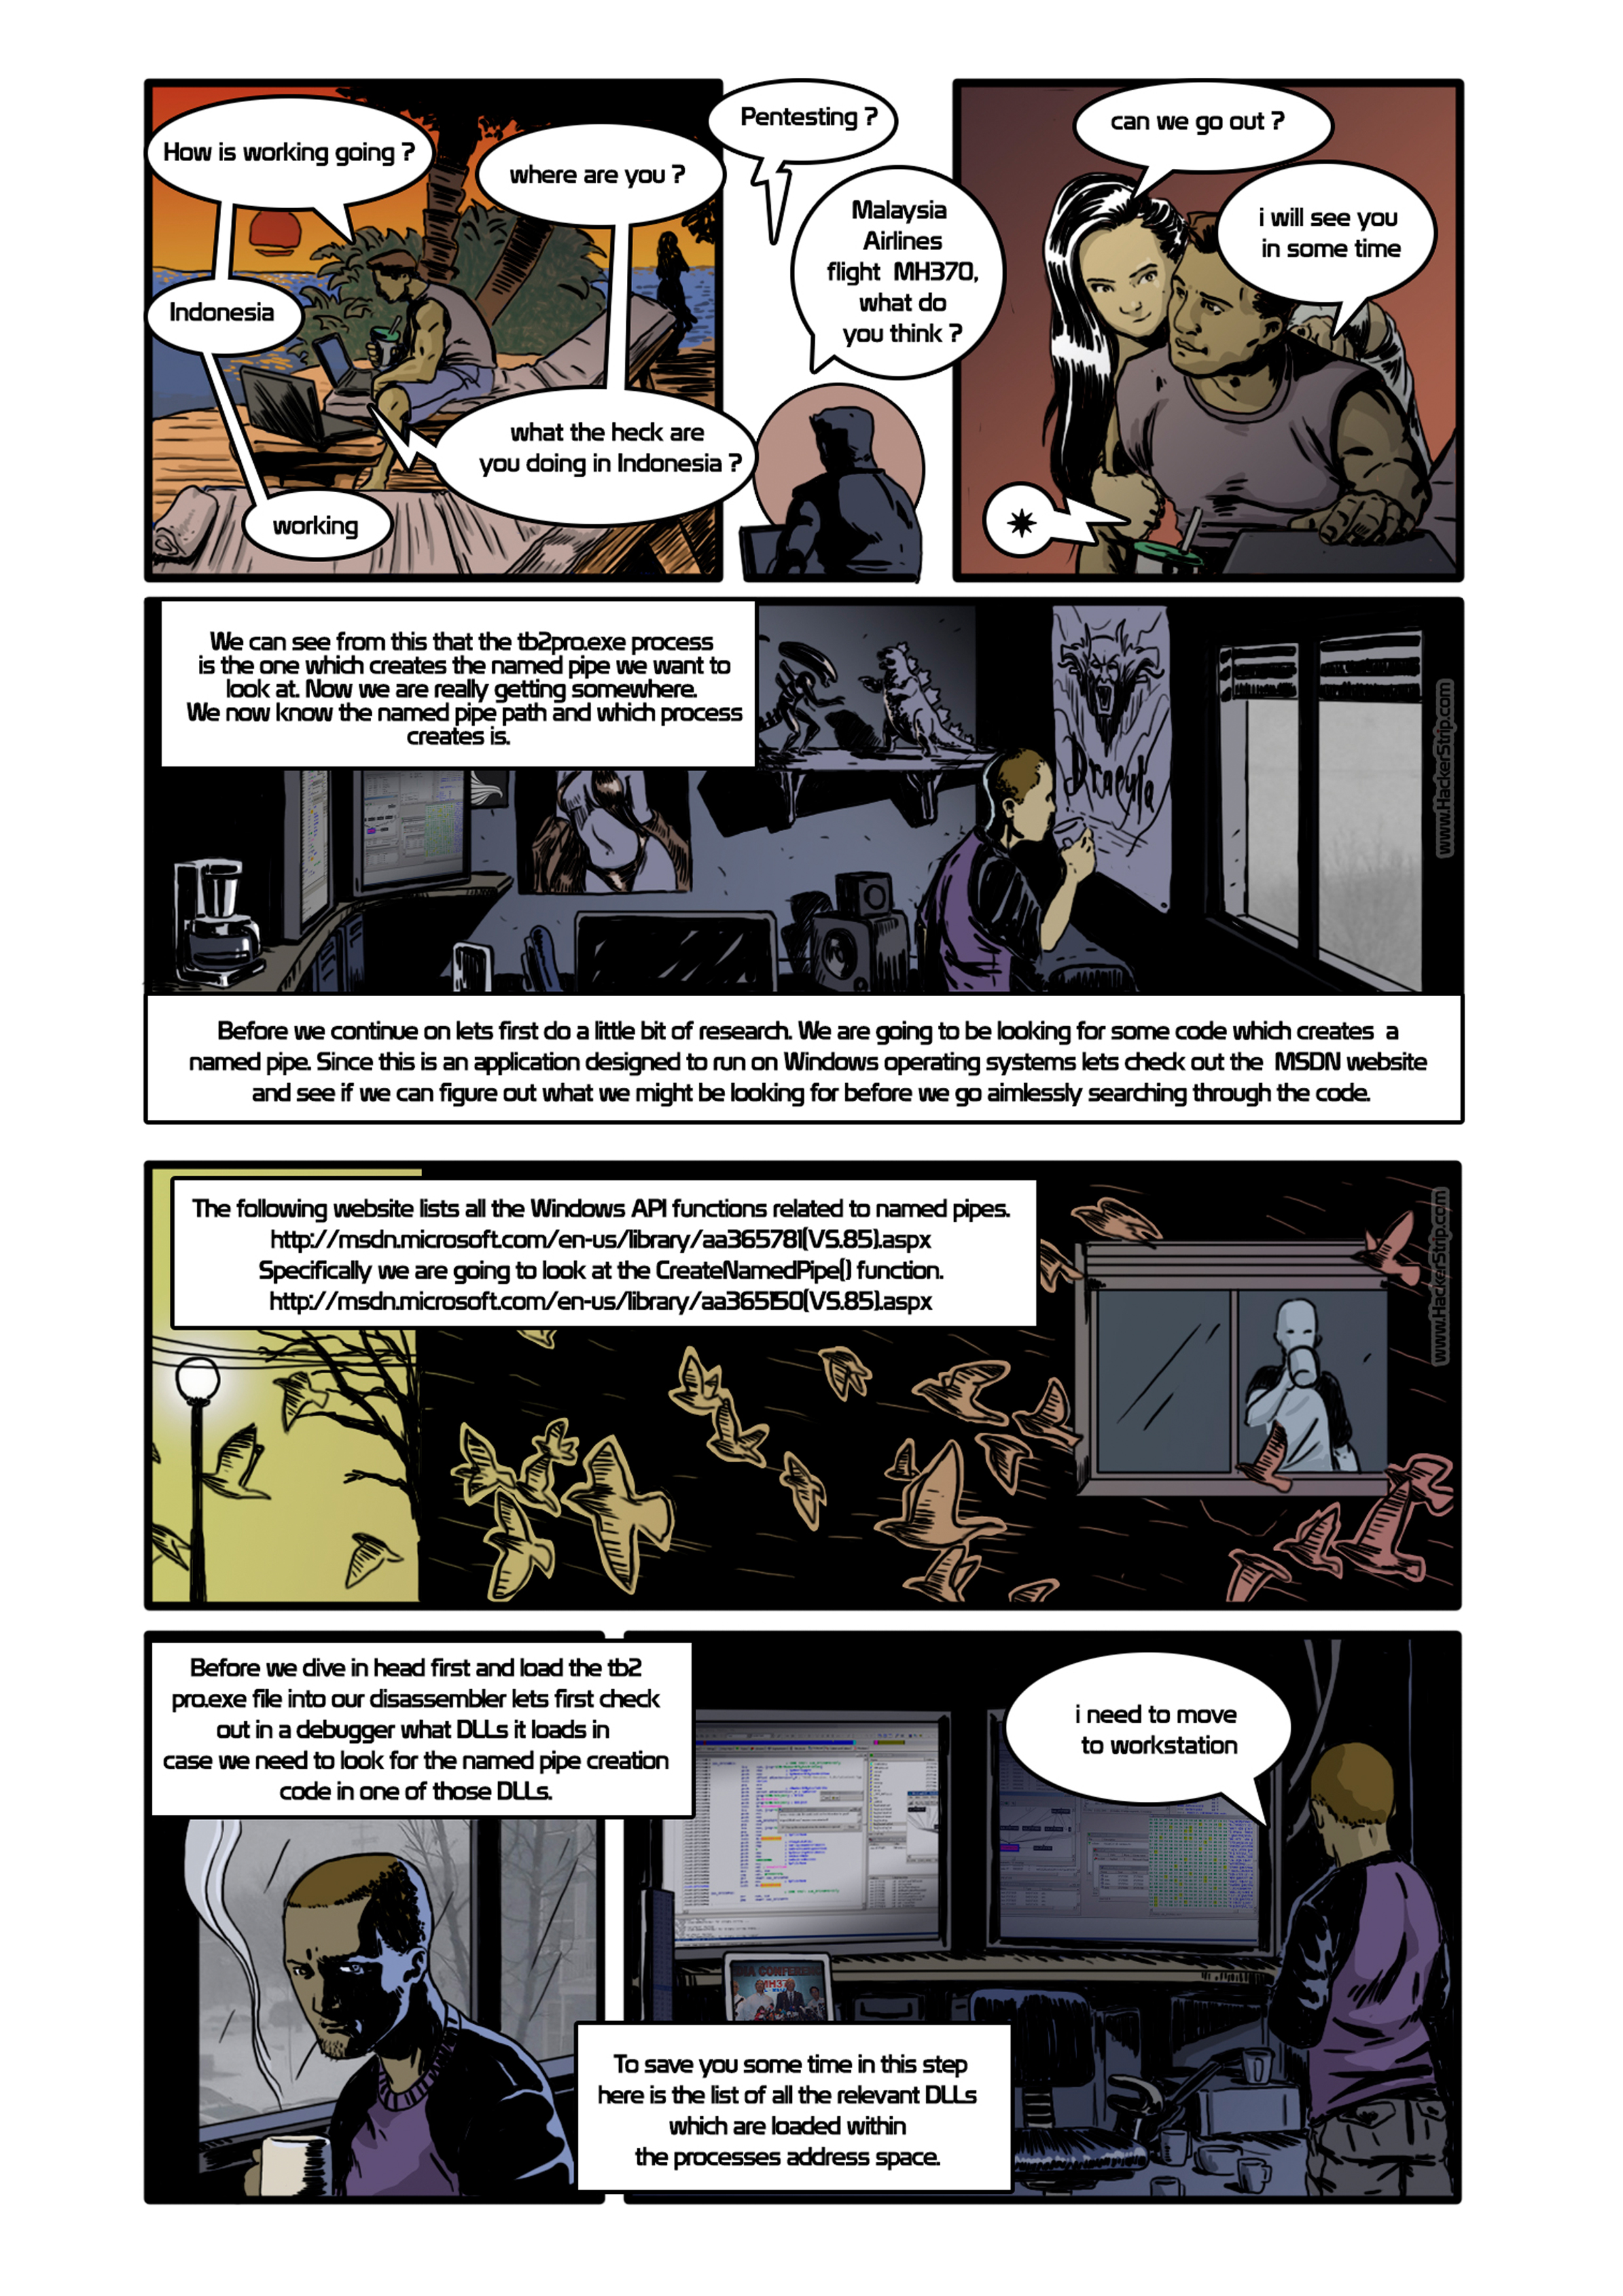 How is working going ?
where are you ?
Indonesia
what the heck are
you doing in Indonesia ?
working
Pentesting ?
Malaysia
Airlines
flight MH370,
what do
you think ?
can we go out ?
i will see you
in some time
We can see from this that the tb2pro.exe process
is the one which creates the named pipe we want to
look at. Now we are really getting somewhere.
We now know the named pipe path and which process
creates is.
Dracula
www.HackerStrip.com
Before we continue on lets first do a little bit of research. We are going to be looking for some code which creates a
named pipe. Since this is an application designed to run on Windows operating systems lets check out the MSDN website
and see if we can figure out what we might be looking for before we go aimlessly searching through the code.
The following website lists all the Windows API functions related to named pipes.
http://msdn.microsoft.com/en-us/library/aa365781(VS.85).aspx
Specifically we are going to look at the CreateNamedPipe() function.
http://msdn.microsoft.com/en-us/library/aa365150(VS.85).aspx
www.HackerStrip.com
Before we dive in head first and load the tb2
pro.exe file into our disassembler lets first check
out in a debugger what DLLs it loads in
case we need to look for the named pipe creation
code in one of those DLLs.
i need to move
to workstation
MH370
To save you some time in this step
here is the list of all the relevant DLLs
which are loaded within
the processes address space.